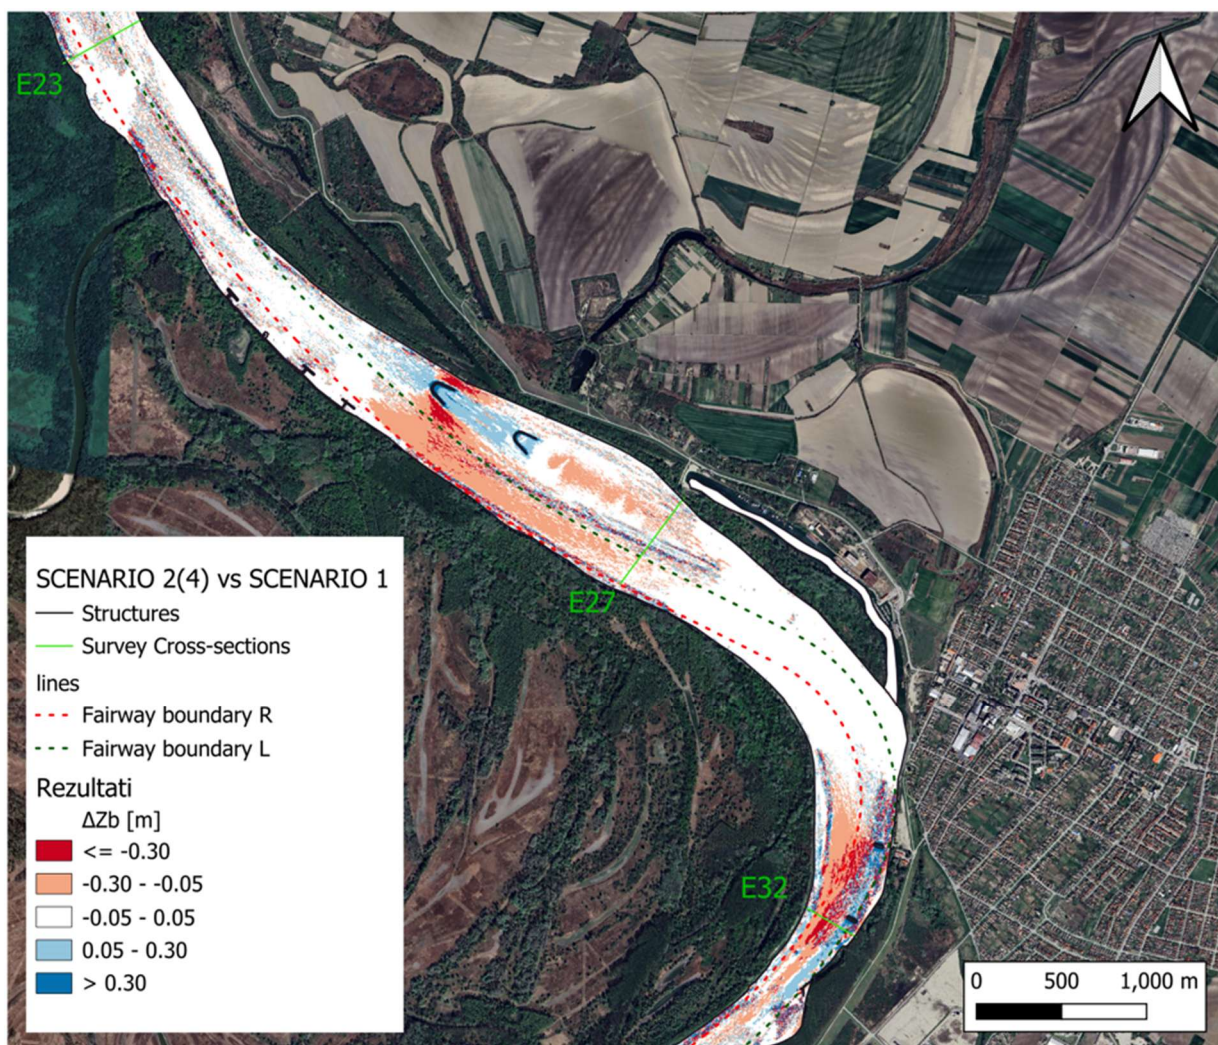 E23
E27
E32
SCENARIO 2(4) vs SCENARIO 1
Structures
Survey Cross-sections
lines
Fairway boundary R
Fairway boundary L
Rezultati
ΔZb [m]
<= -0.30
-0.30 - -0.05
-0.05 - 0.05
0.05 - 0.30
> 0.30
0 500 1,000 m